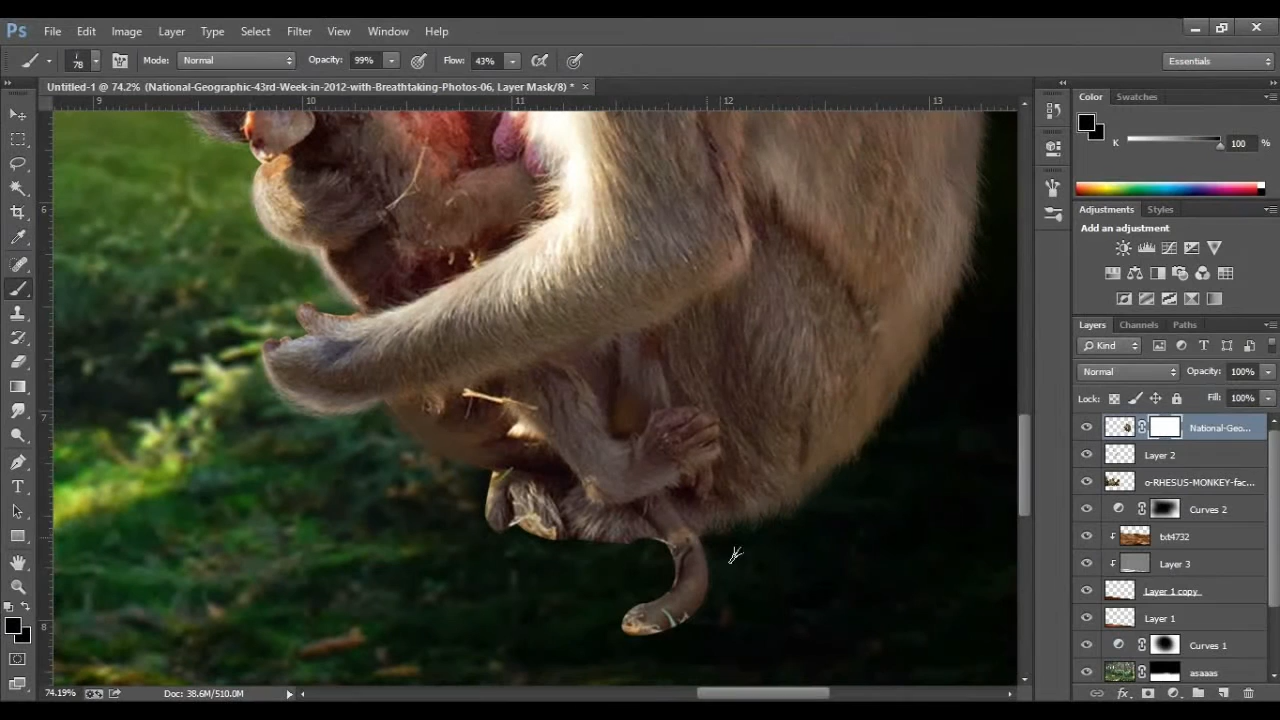 Ps File Edit Image Layer Type Select Filter View Window Help
78 Mode: Normal Opacity: 99% Flow: 43% Essentials
Untitled-1 @ 74.2% (National-Geographic-43rd-Week-in-2012-with-Breathtaking-Photos-06, Layer Mask/8) * ×
9 10 11 12 13
6
7
8
Color Swatches
K 100 %
Adjustments Styles
Add an adjustment
Layers Channels Paths
Kind
Normal Opacity: 100%
Lock: Fill: 100%
National-Geo...
Layer 2
o-RHESUS-MONKEY-fac...
Curves 2
txt4732
Layer 3
Layer 1 copy
Layer 1
Curves 1
asaaas
74.19% Doc: 38.6M/510.0M